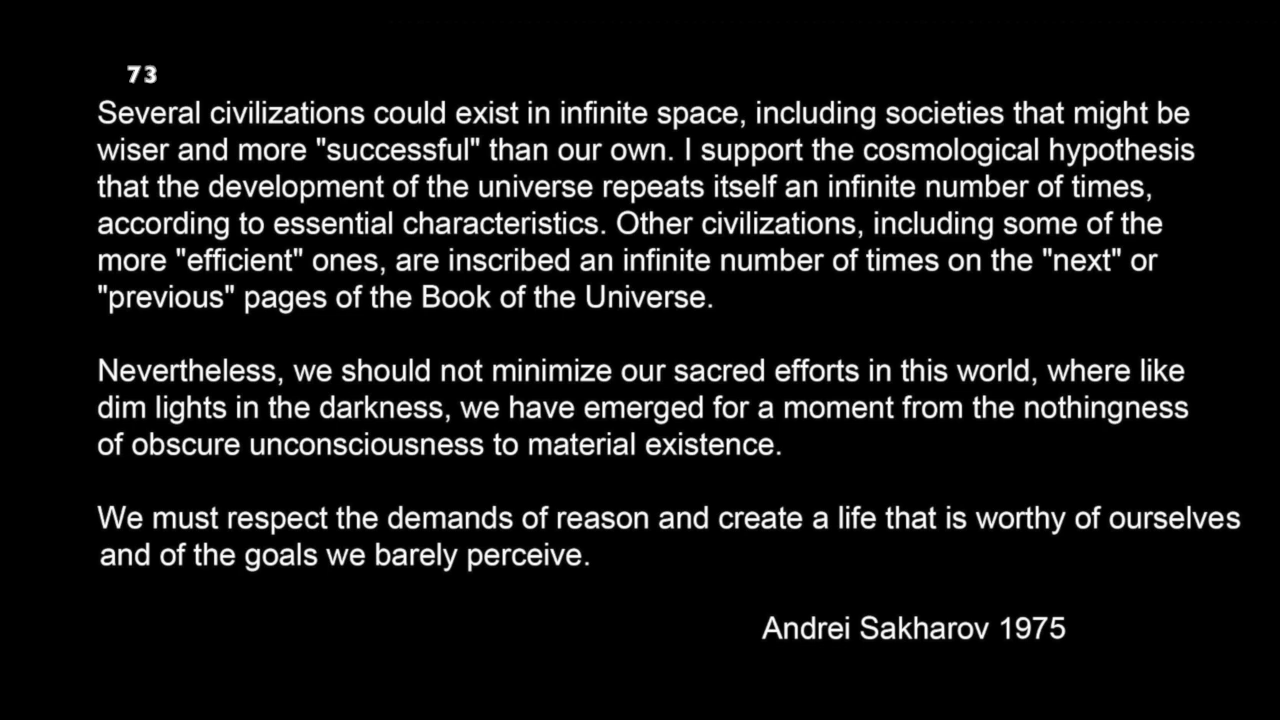 73
Several civilizations could exist in infinite space, including societies that might be
wiser and more "successful" than our own. I support the cosmological hypothesis
that the development of the universe repeats itself an infinite number of times,
according to essential characteristics. Other civilizations, including some of the
more "efficient" ones, are inscribed an infinite number of times on the "next" or
"previous" pages of the Book of the Universe.
Nevertheless, we should not minimize our sacred efforts in this world, where like
dim lights in the darkness, we have emerged for a moment from the nothingness
of obscure unconsciousness to material existence.
We must respect the demands of reason and create a life that is worthy of ourselves
and of the goals we barely perceive.
Andrei Sakharov 1975